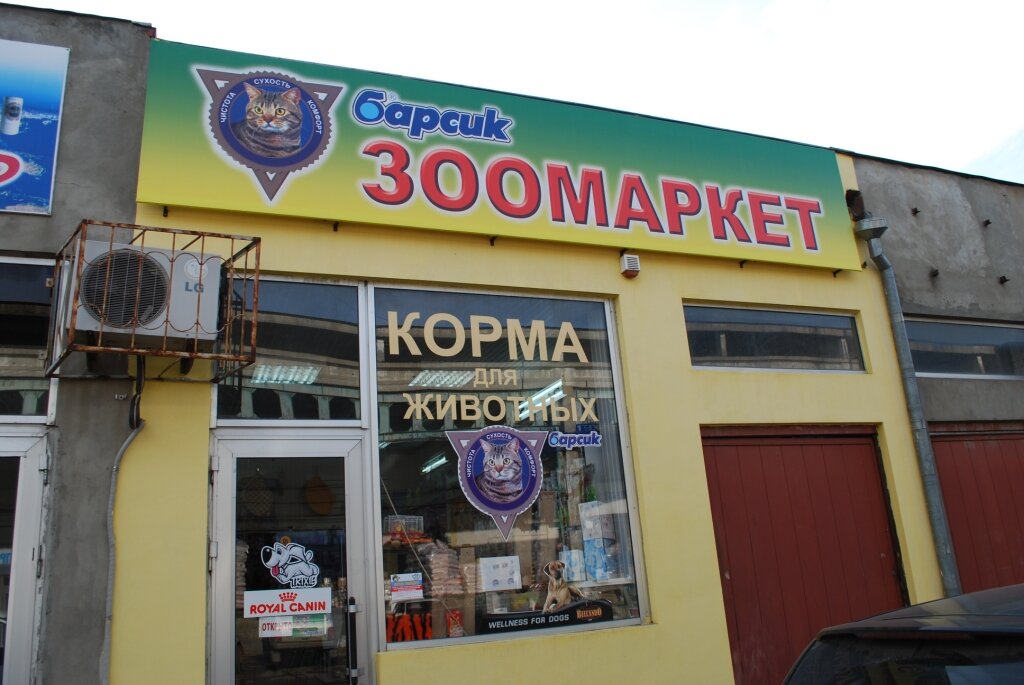 ЧИСТОТА СУХОСТЬ КОМФОРТ
барсик
ЗООМАРКЕТ
LG
КОРМА
ДЛЯ
ЖИВОТНЫХ
ЧИСТОТА СУХОСТЬ КОМФОРТ
барсик
TRIXIE
ROYAL CANIN
ОТКРЫТО
WELLNESS FOR DOGS
BELCANDO